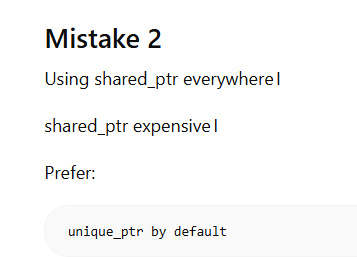 Mistake 2
Using shared_ptr everywhere।
shared_ptr expensive।
Prefer:
unique_ptr by default